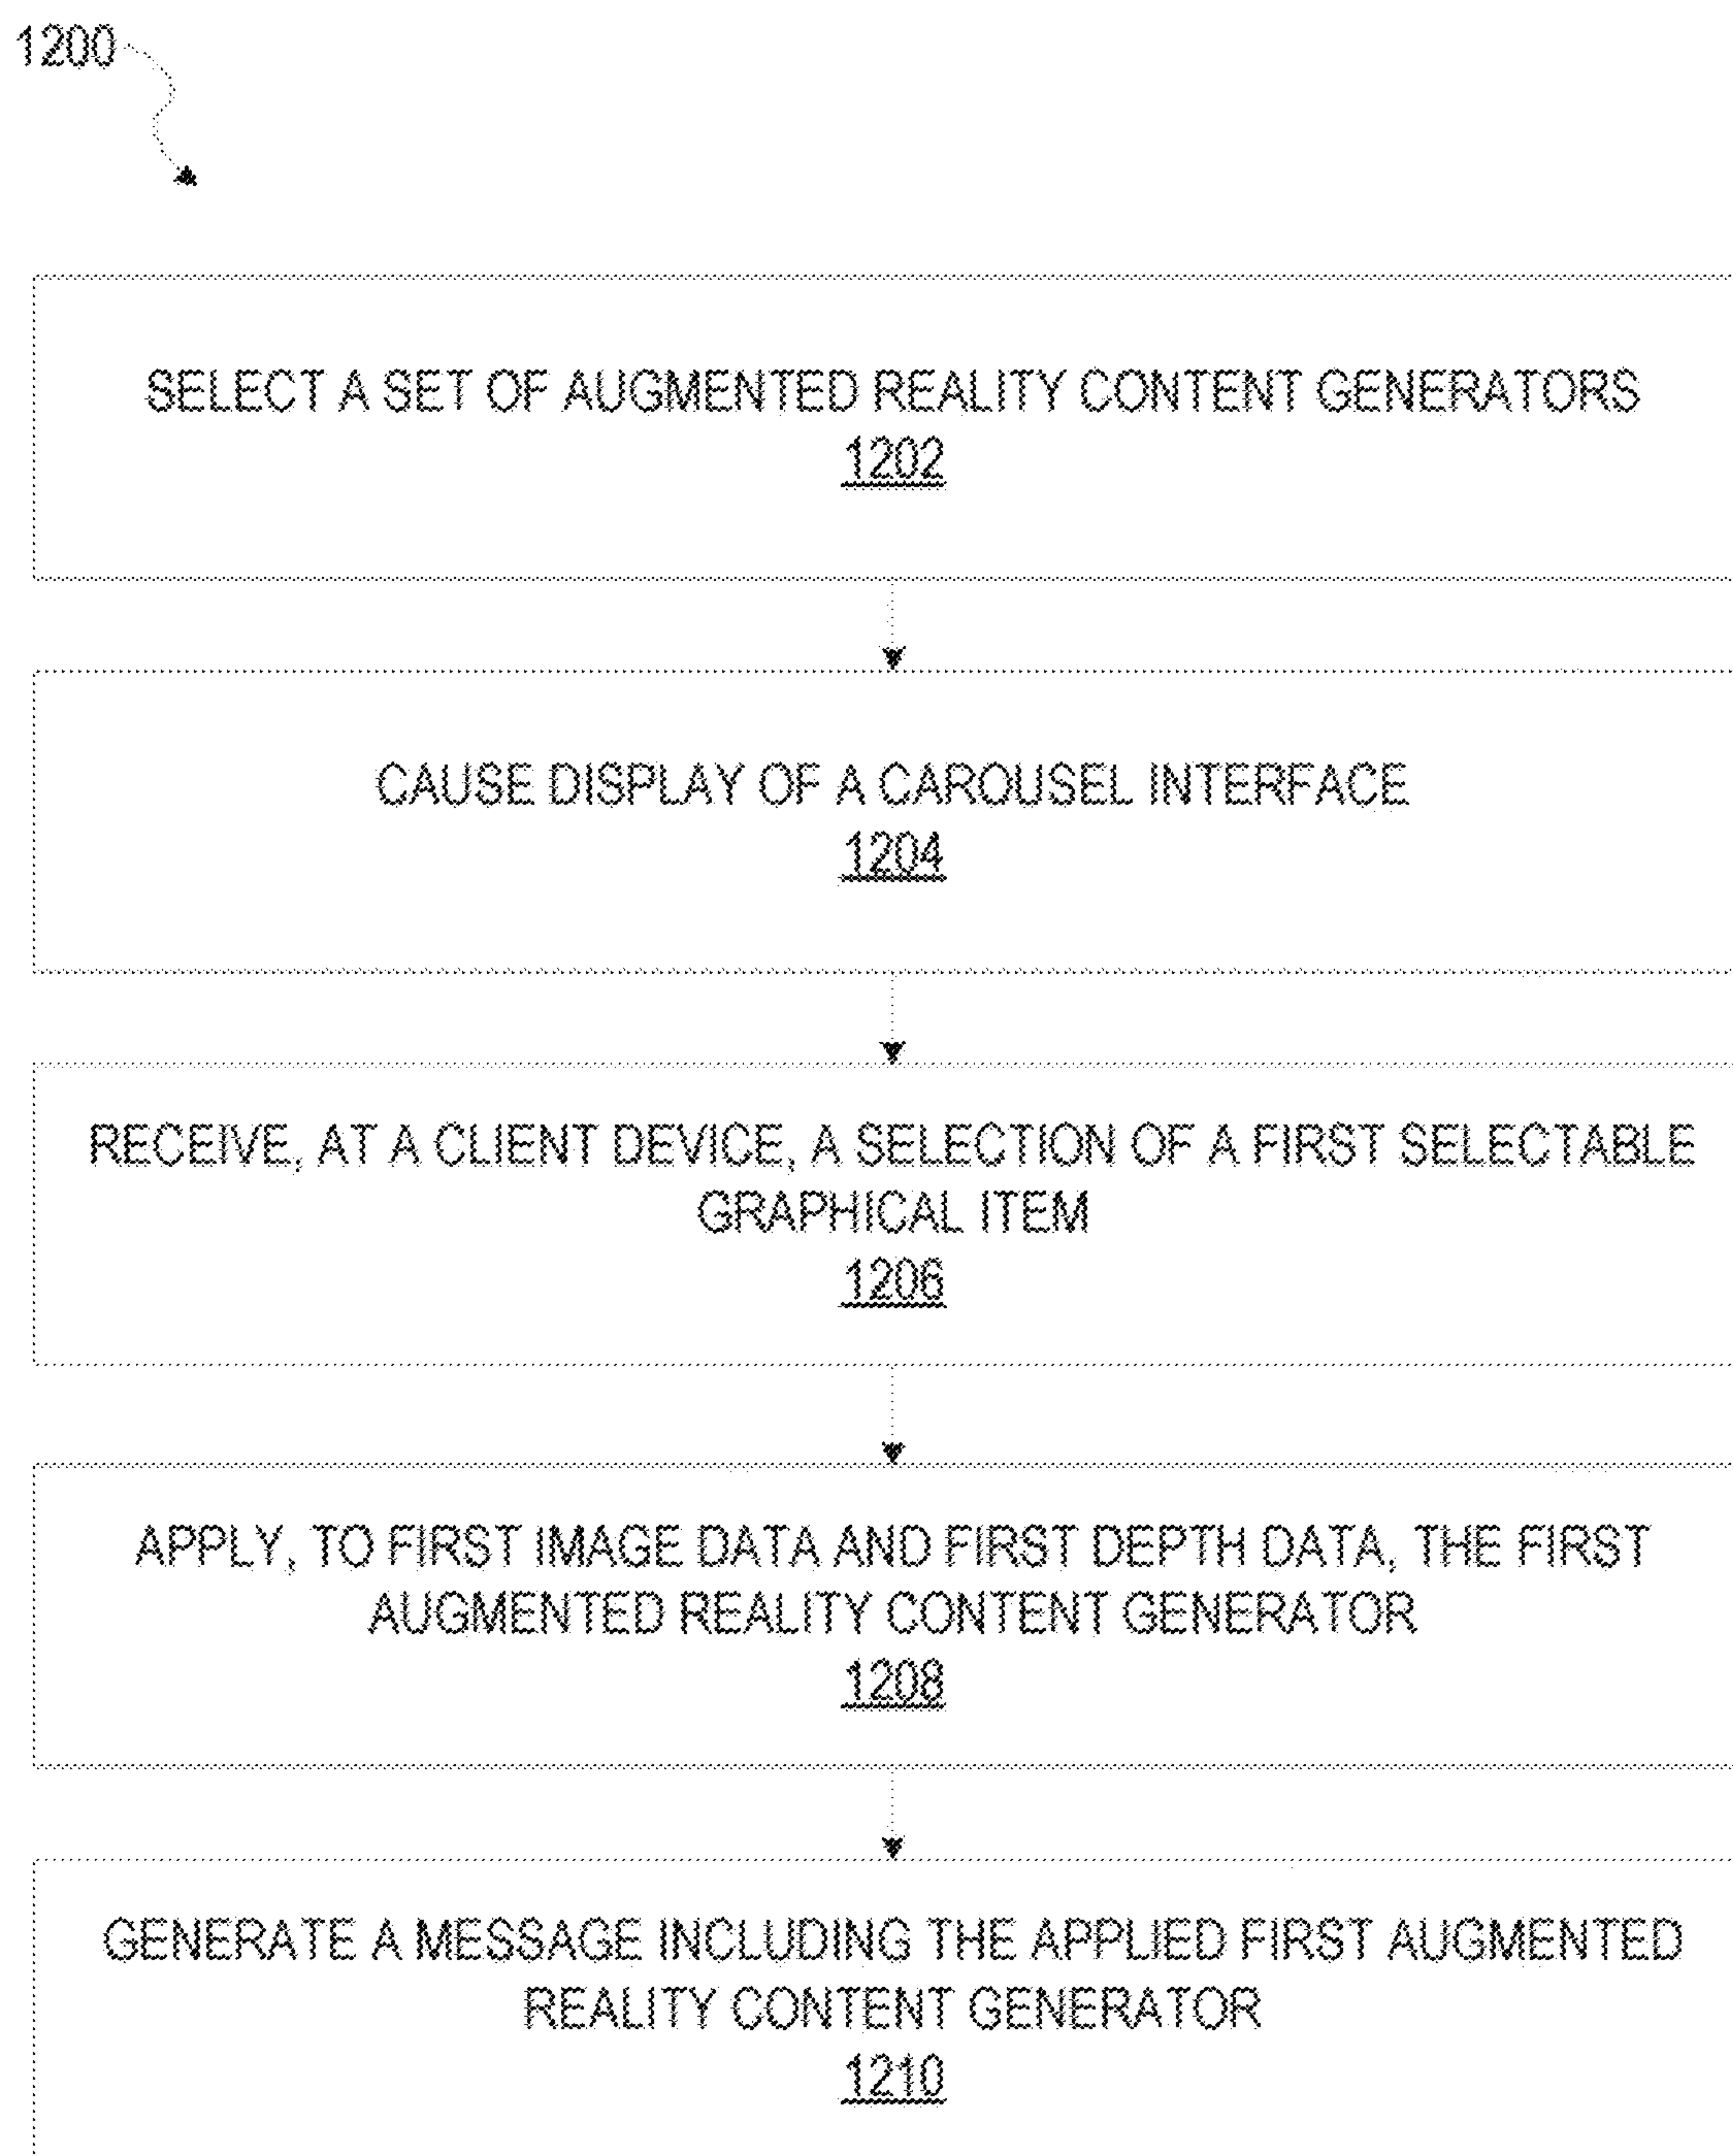 1200
SELECT A SET OF AUGMENTED REALITY CONTENT GENERATORS
1202
CAUSE DISPLAY OF A CAROUSEL INTERFACE
1204
RECEIVE, AT A CLIENT DEVICE, A SELECTION OF A FIRST SELECTABLE
GRAPHICAL ITEM
1206
APPLY, TO FIRST IMAGE DATA AND FIRST DEPTH DATA, THE FIRST
AUGMENTED REALITY CONTENT GENERATOR
1208
GENERATE A MESSAGE INCLUDING THE APPLIED FIRST AUGMENTED
REALITY CONTENT GENERATOR
1210